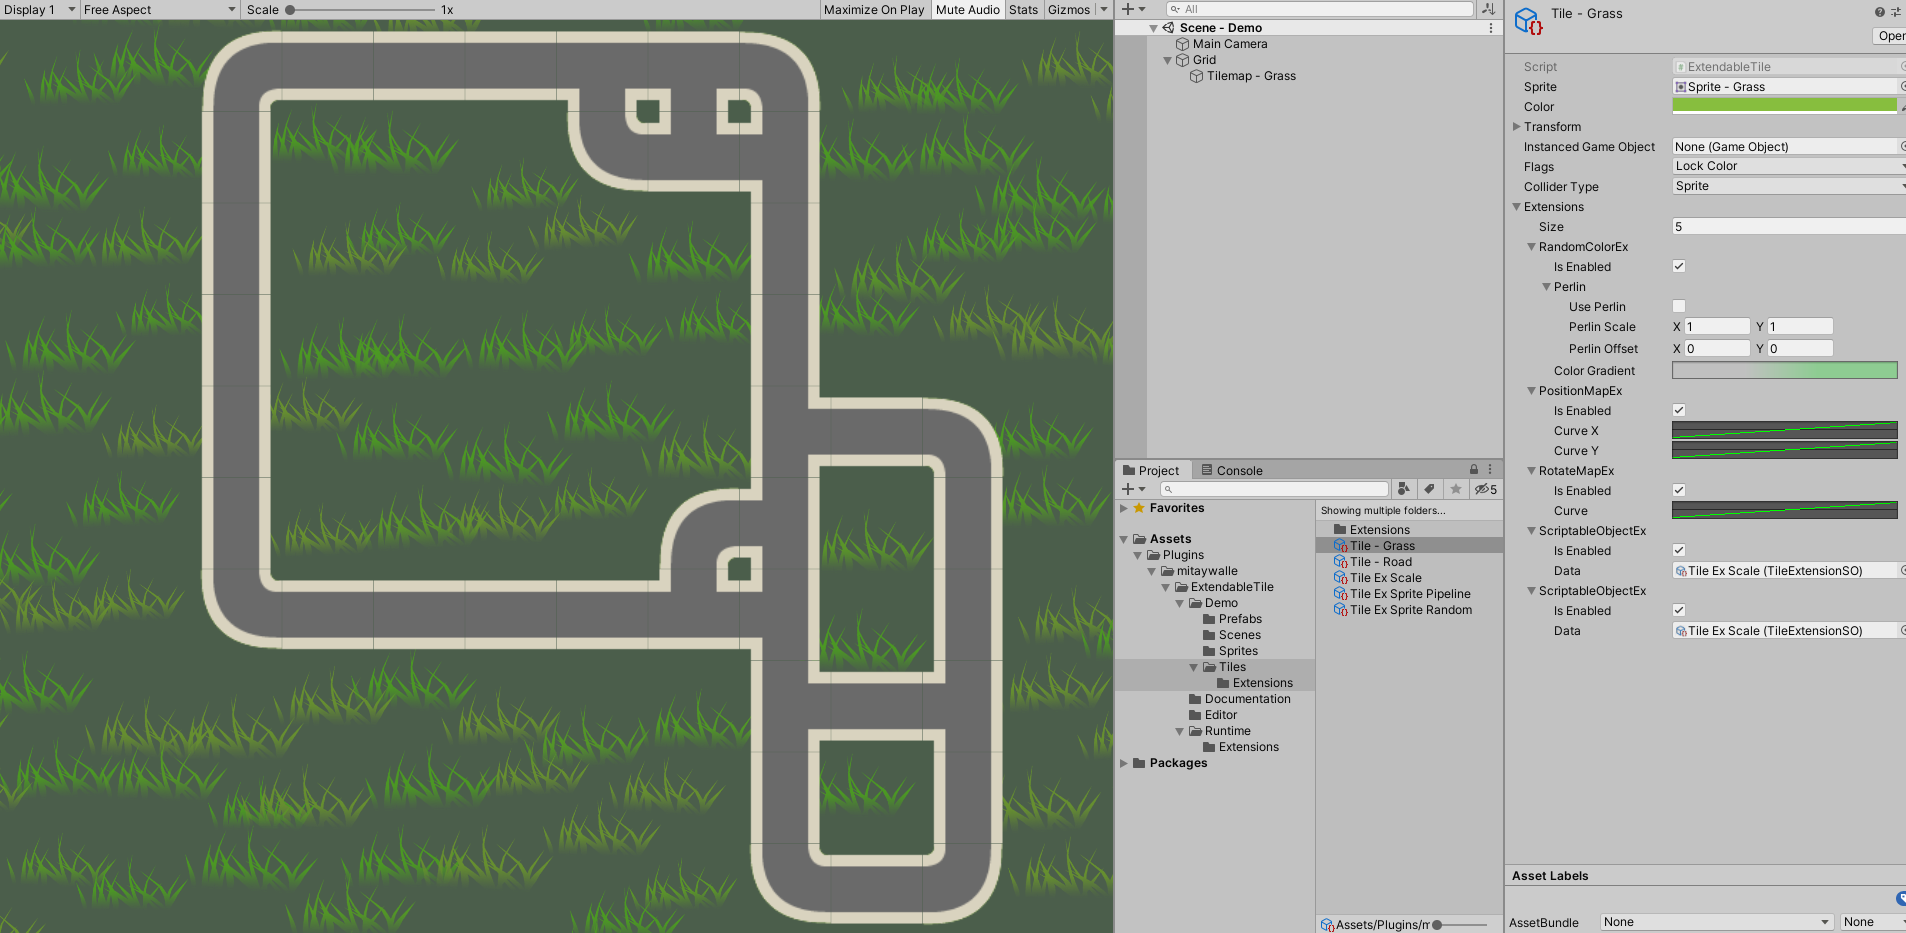 Display 1
Free Aspect
Scale
1x
Maximize On Play
Mute Audio
Stats
Gizmos
All
Scene - Demo
Main Camera
Grid
Tilemap - Grass
Project
Console
5
Favorites
Assets
Plugins
mitaywalle
ExtendableTile
Demo
Prefabs
Scenes
Sprites
Tiles
Extensions
Documentation
Editor
Runtime
Extensions
Packages
Showing multiple folders...
Extensions
Tile - Grass
Tile - Road
Tile Ex Scale
Tile Ex Sprite Pipeline
Tile Ex Sprite Random
Assets/Plugins/m
Tile - Grass
Open
Script ExtendableTile
Sprite Sprite - Grass
Color
Transform
Instanced Game Object None (Game Object)
Flags Lock Color
Collider Type Sprite
Extensions
Size 5
RandomColorEx
Is Enabled
Perlin
Use Perlin
Perlin Scale X 1 Y 1
Perlin Offset X 0 Y 0
Color Gradient
PositionMapEx
Is Enabled
Curve X
Curve Y
RotateMapEx
Is Enabled
Curve
ScriptableObjectEx
Is Enabled
Data Tile Ex Scale (TileExtensionSO)
ScriptableObjectEx
Is Enabled
Data Tile Ex Scale (TileExtensionSO)
Asset Labels
AssetBundle None None